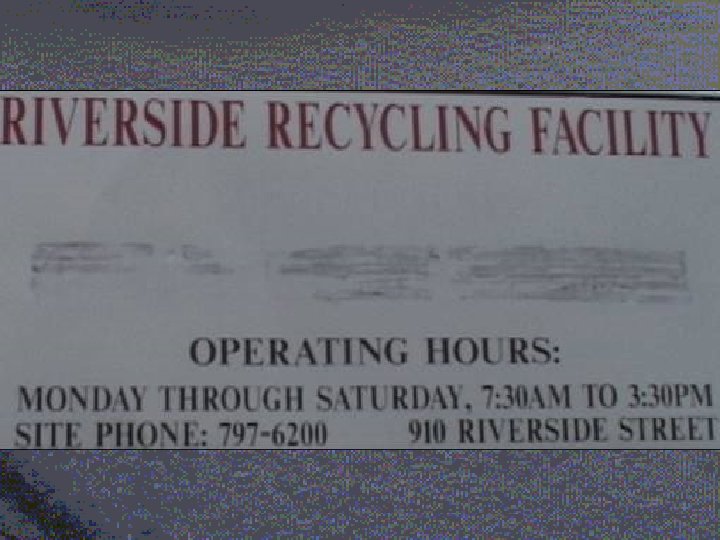 RIVERSIDE RECYCLING FACILITY
OPERATING HOURS:
MONDAY THROUGH SATURDAY, 7:30AM TO 3:30PM
SITE PHONE: 797-6200 910 RIVERSIDE STREET